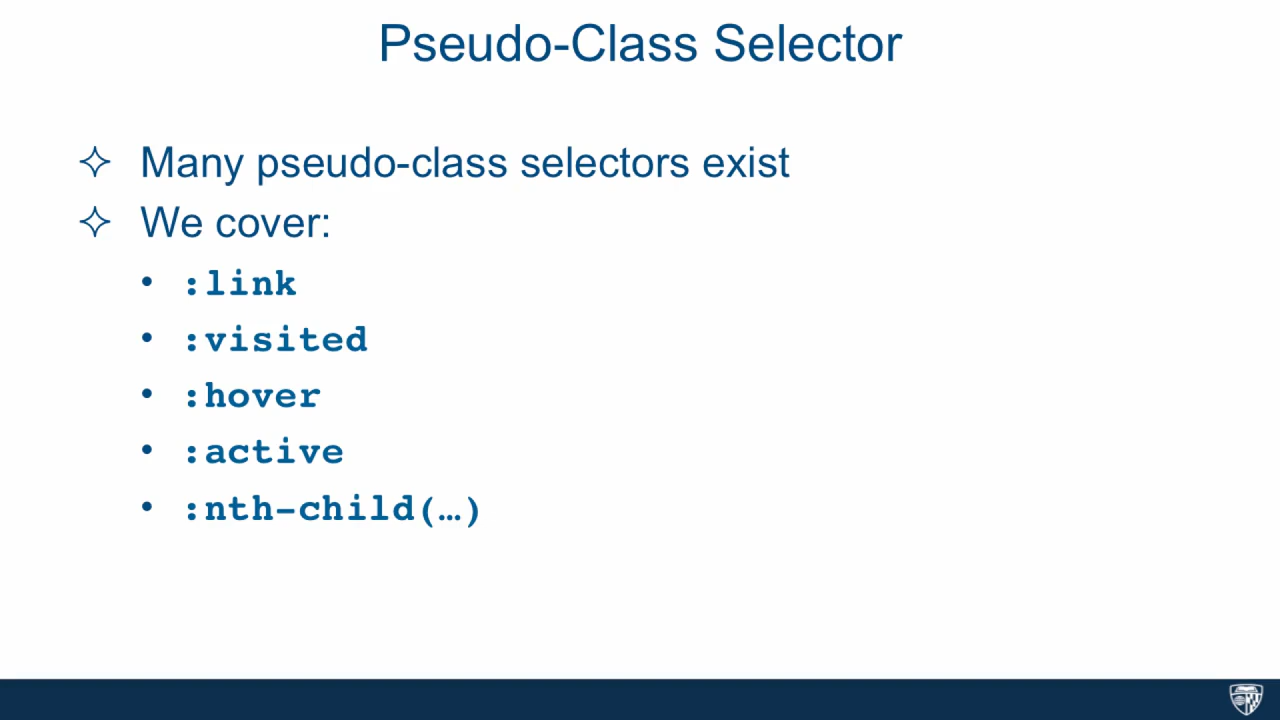 Pseudo-Class Selector
✧ Many pseudo-class selectors exist
✧ We cover:
• :link
• :visited
• :hover
• :active
• :nth-child(…)